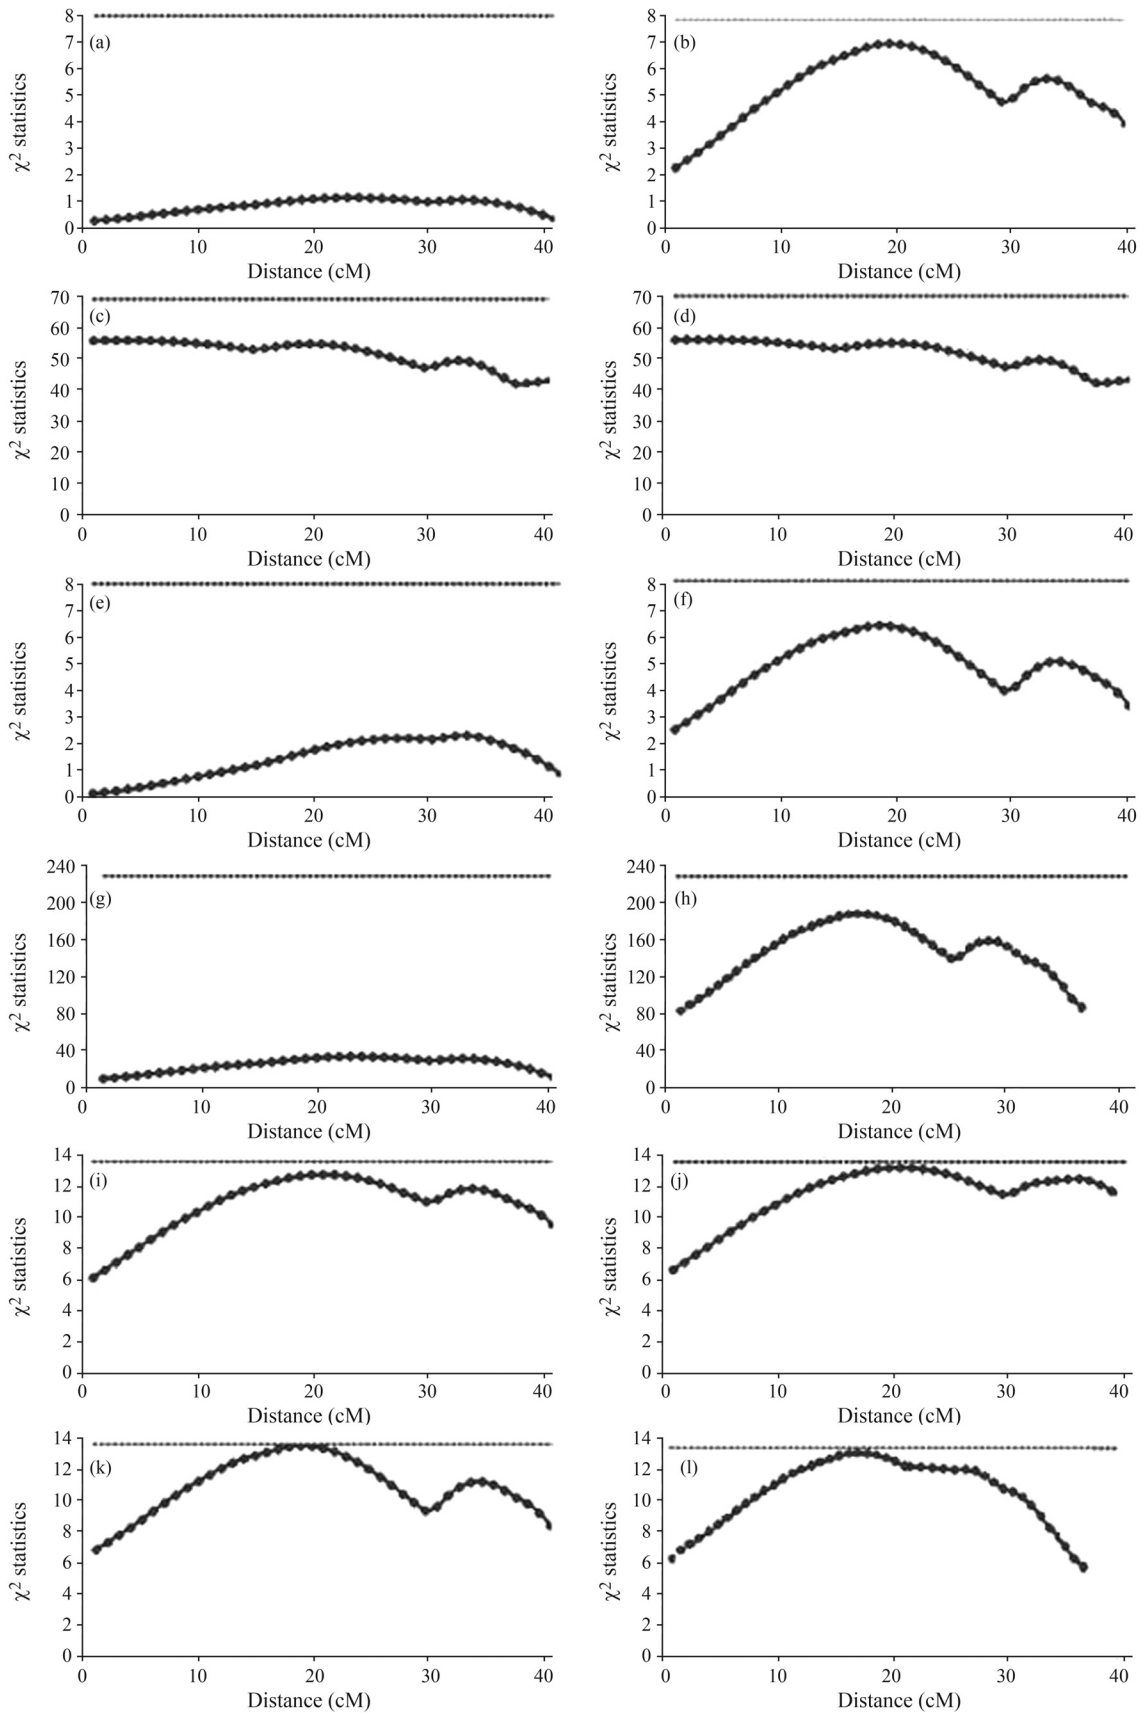 (a)
χ² statistics
8
7
6
5
4
3
2
1
0
0 10 20 30 40
Distance (cM)
(b)
χ² statistics
8
7
6
5
4
3
2
1
0
0 10 20 30 40
Distance (cM)
(c)
χ² statistics
70
60
50
40
30
20
10
0
0 10 20 30 40
Distance (cM)
(d)
χ² statistics
70
60
50
40
30
20
10
0
0 10 20 30 40
Distance (cM)
(e)
χ² statistics
8
7
6
5
4
3
2
1
0
0 10 20 30 40
Distance (cM)
(f)
χ² statistics
8
7
6
5
4
3
2
1
0
0 10 20 30 40
Distance (cM)
(g)
χ² statistics
240
200
160
120
80
40
0
0 10 20 30 40
Distance (cM)
(h)
χ² statistics
240
200
160
120
80
40
0
0 10 20 30 40
Distance (cM)
(i)
χ² statistics
14
12
10
8
6
4
2
0
0 10 20 30 40
Distance (cM)
(j)
χ² statistics
14
12
10
8
6
4
2
0
0 10 20 30 40
Distance (cM)
(k)
χ² statistics
14
12
10
8
6
4
2
0
0 10 20 30 40
Distance (cM)
(l)
χ² statistics
14
12
10
8
6
4
2
0
0 10 20 30 40
Distance (cM)